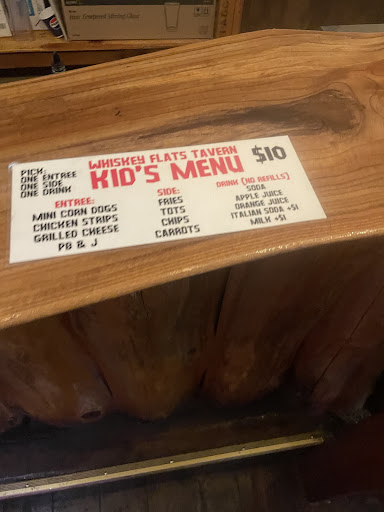 WHISKEY FLATS TAVERN
KID'S MENU
$10
PICK:
ONE ENTREE
ONE SIDE
ONE DRINK
ENTREE:
MINI CORN DOGS
CHICKEN STRIPS
GRILLED CHEESE
PB & J
SIDE:
FRIES
TOTS
CHIPS
CARROTS
DRINK (NO REFILLS)
SODA
APPLE JUICE
ORANGE JUICE
ITALIAN SODA +$1
MILK +$1